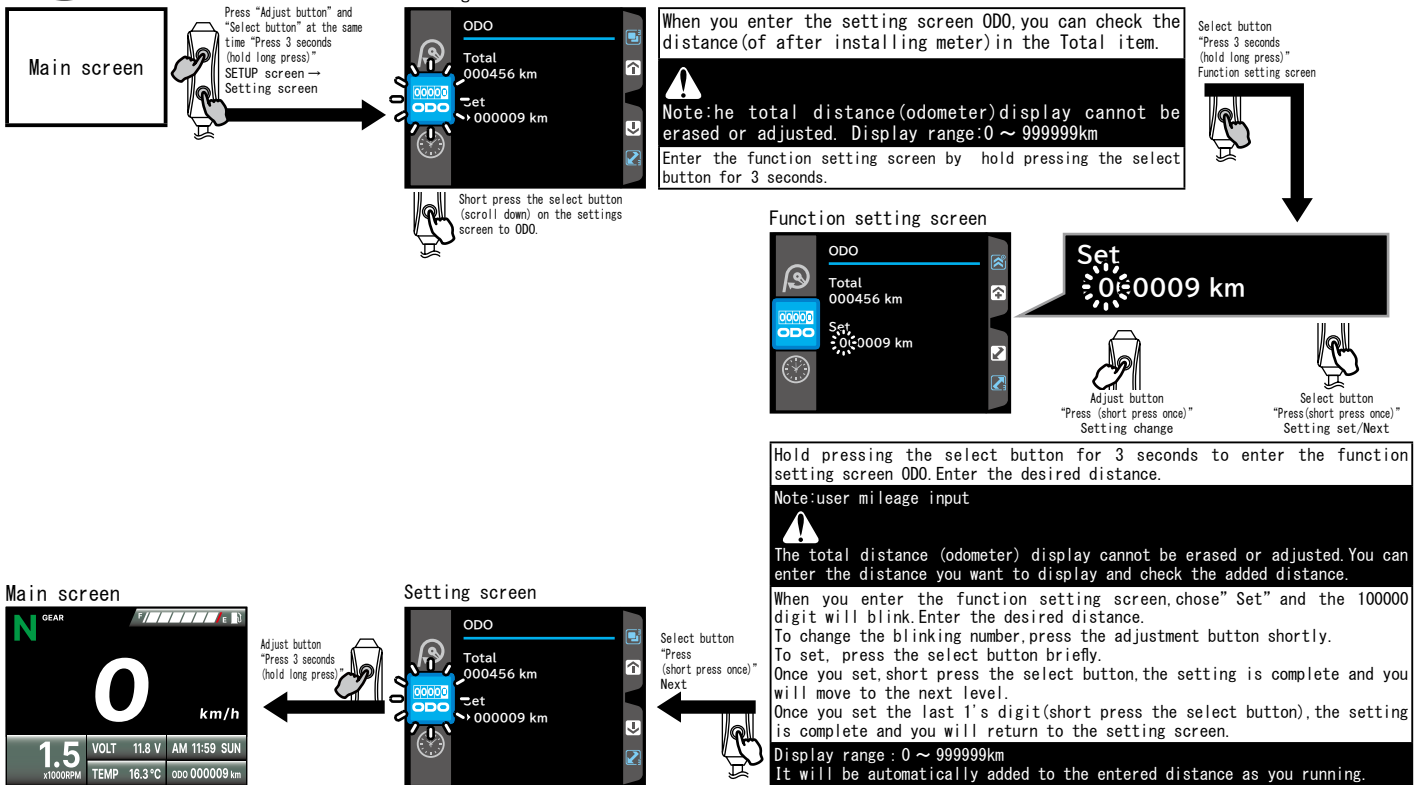 Main screen
Press “Adjust button” and
“Select button” at the same
time “Press 3 seconds
(hold long press)”
SETUP screen →
Setting screen
ODO
Total
000456 km
Set
000009 km
00000
ODO
Short press the select button
(scroll down) on the settings
screen to ODO.
When you enter the setting screen ODO,you can check the
distance(of after installing meter)in the Total item.
Note:he total distance(odometer)display cannot be
erased or adjusted. Display range:0 ～ 999999km
Enter the function setting screen by hold pressing the select
button for 3 seconds.
Select button
“Press 3 seconds
(hold long press)”
Function setting screen
Function setting screen
ODO
Total
000456 km
Set
000009 km
00000
ODO
Set
000009 km
Adjust button
“Press (short press once)”
Setting change
Select button
“Press(short press once)”
Setting set/Next
Hold pressing the select button for 3 seconds to enter the function
setting screen ODO.Enter the desired distance.
Note:user mileage input
The total distance (odometer) display cannot be erased or adjusted.You can
enter the distance you want to display and check the added distance.
When you enter the function setting screen,chose” Set” and the 100000
digit will blink.Enter the desired distance.
To change the blinking number,press the adjustment button shortly.
To set, press the select button briefly.
Once you set,short press the select button,the setting is complete and you
will move to the next level.
Once you set the last 1's digit(short press the select button),the setting
is complete and you will return to the setting screen.
Display range : 0 ～ 999999km
It will be automatically added to the entered distance as you running.
Select button
“Press
(short press once)”
Next
Setting screen
ODO
Total
000456 km
Set
000009 km
00000
ODO
Adjust button
“Press 3 seconds
(hold long press)”
Main screen
N GEAR
F E
0
km/h
1.5
x1000RPM
VOLT 11.8 V
AM 11:59 SUN
TEMP 16.3°C
ODO 000009 km